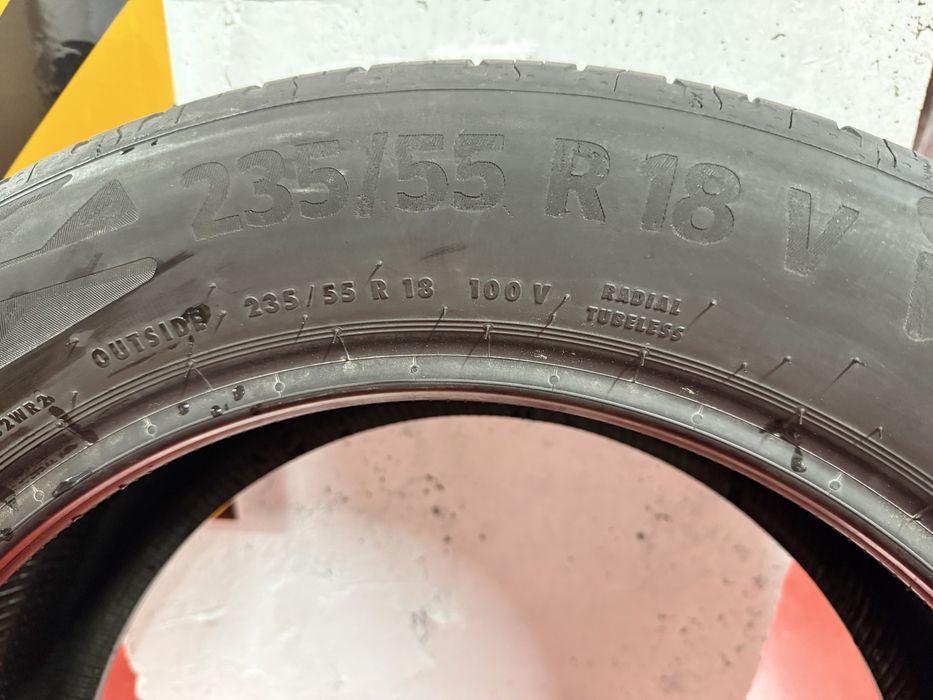 235/55 R 18 V
OUTSIDE 235/55 R 18 100 V RADIAL
TUBELESS